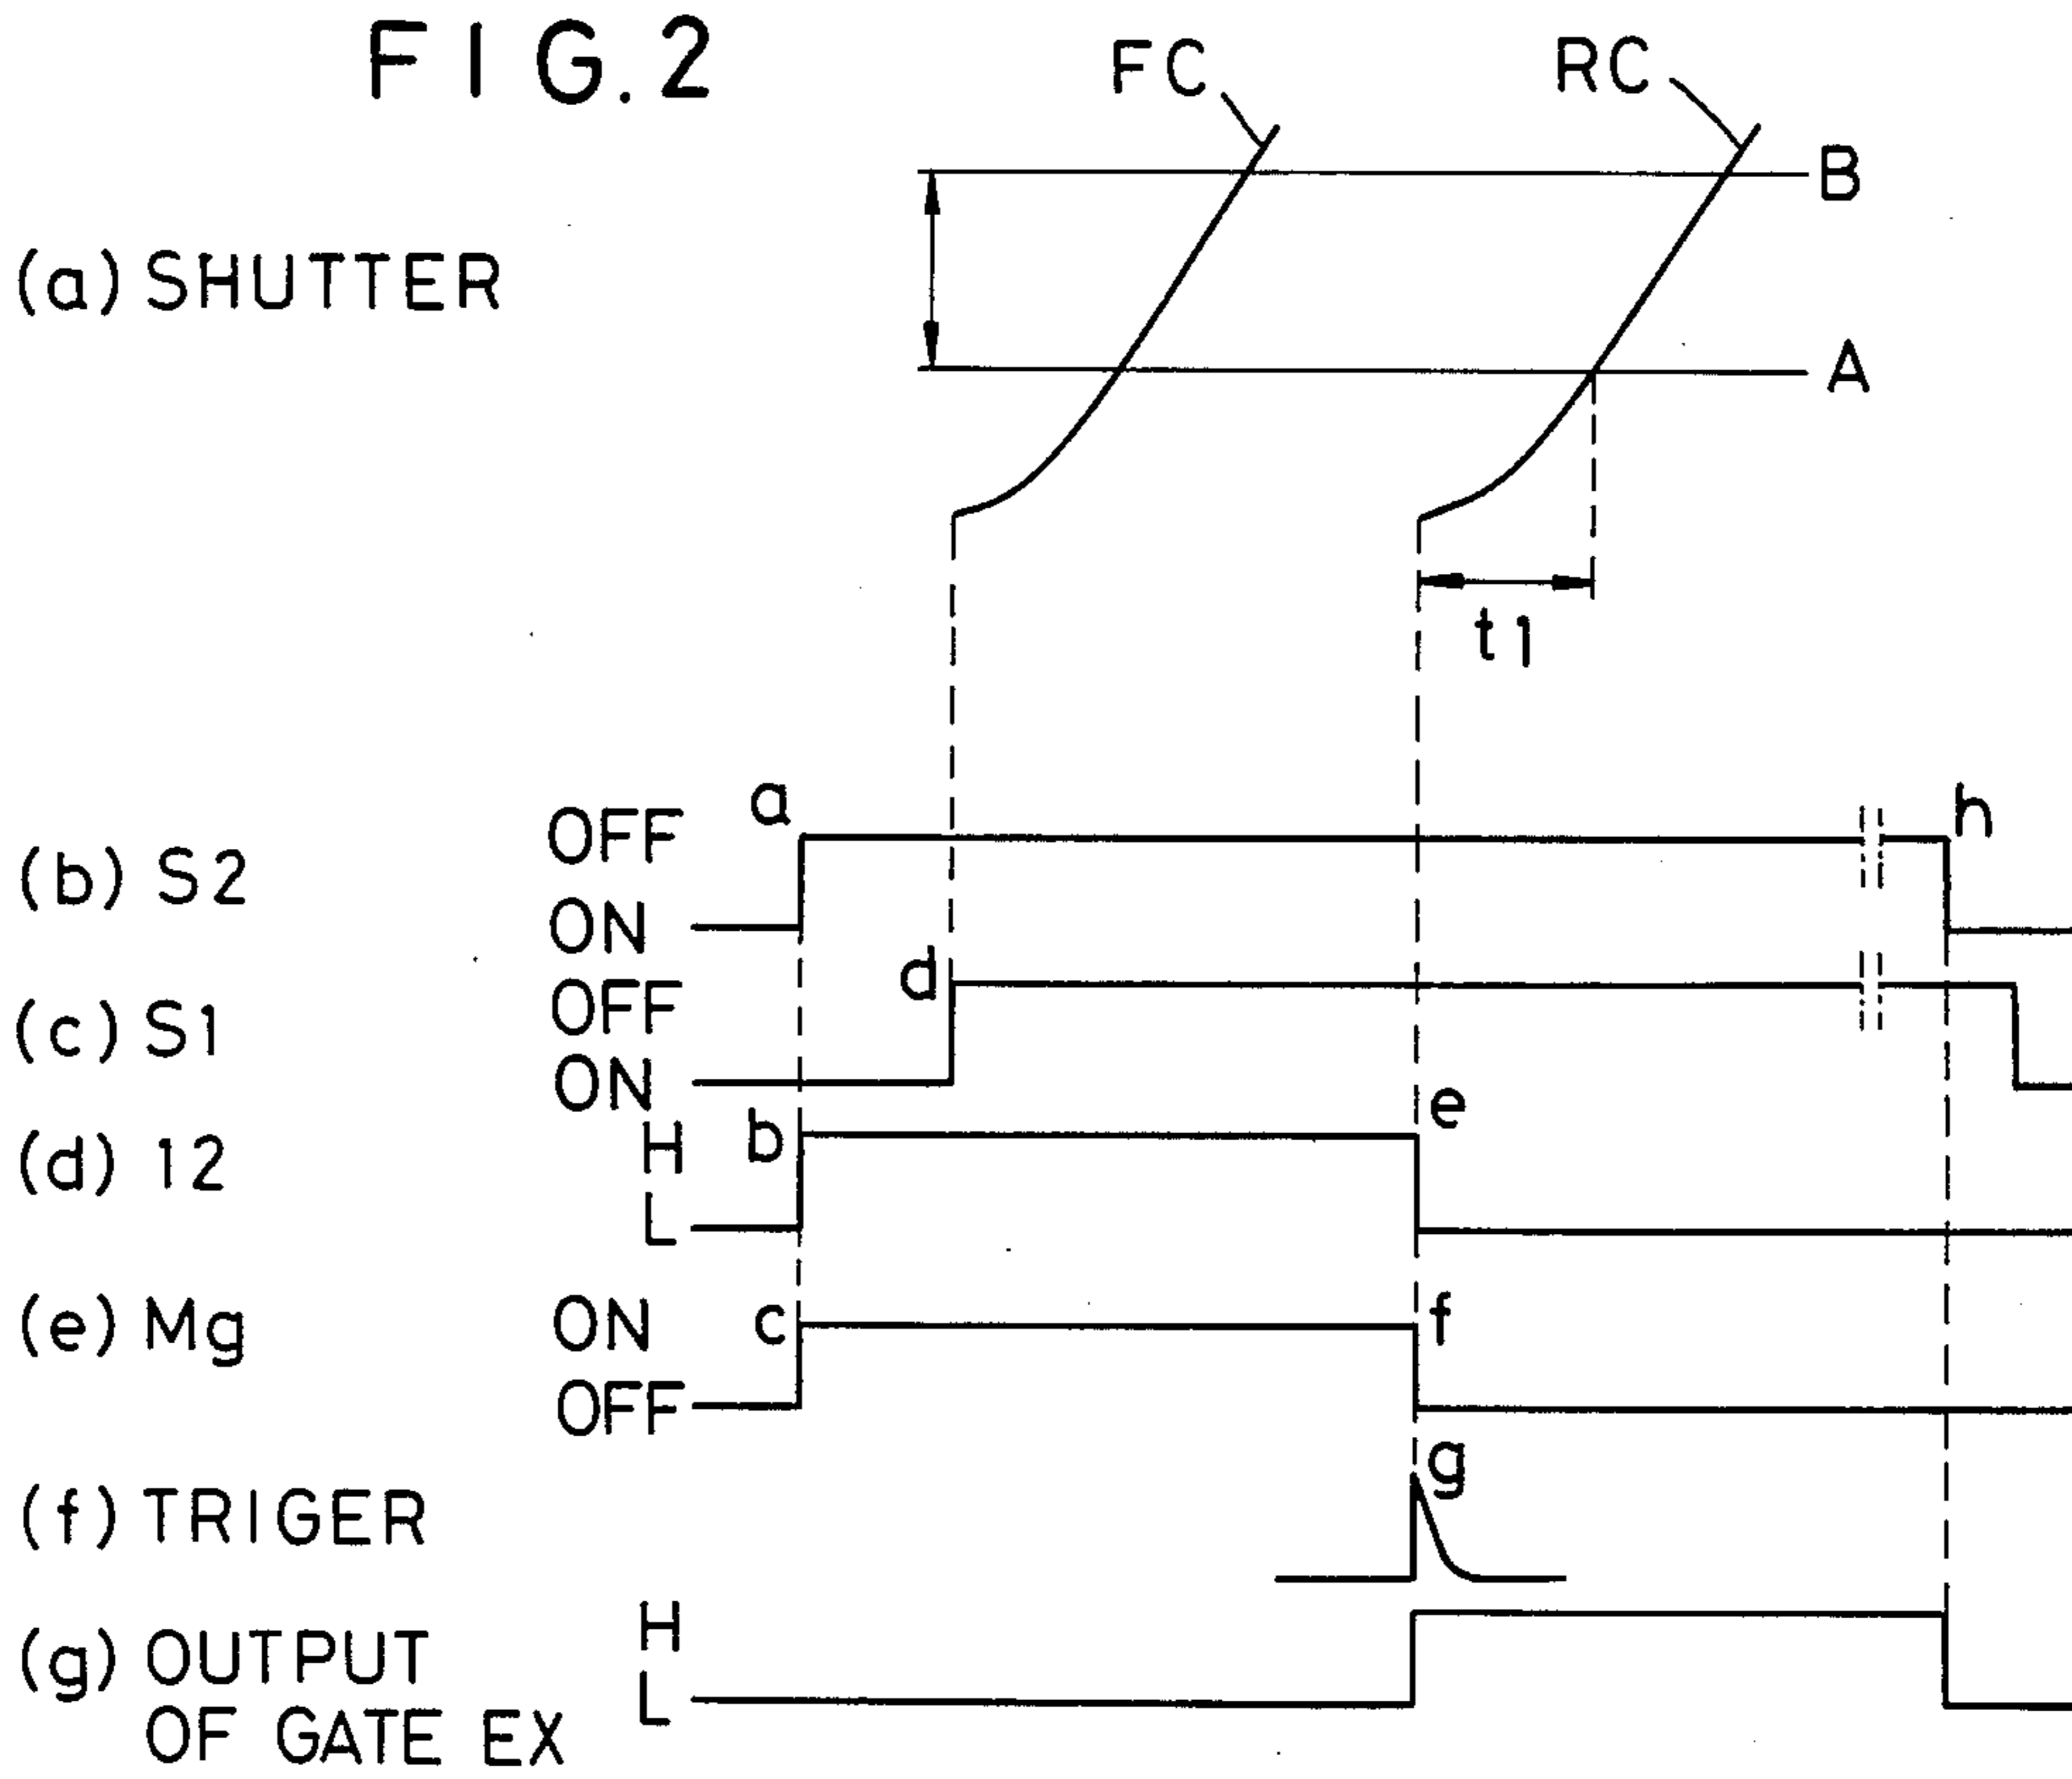 FIG.2
FC
RC
B
(a) SHUTTER
A
t1
a
h
OFF
(b) S2
ON
d
OFF
(c) S1
ON
e
H
b
(d) 12
L
(e) Mg
ON
c
f
OFF
g
(f) TRIGER
H
(g) OUTPUT
L
OF GATE EX